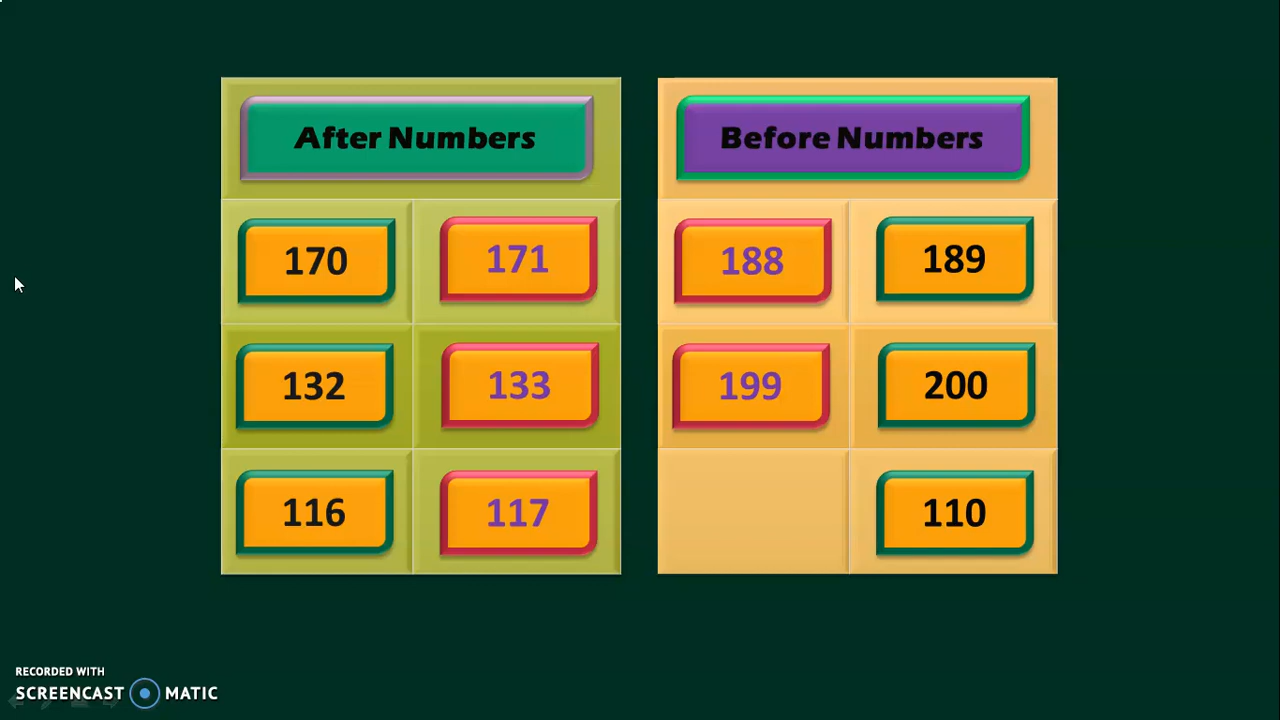 After Numbers
170 171
132 133
116 117
Before Numbers
188 189
199 200
110
RECORDED WITH
SCREENCAST MATIC